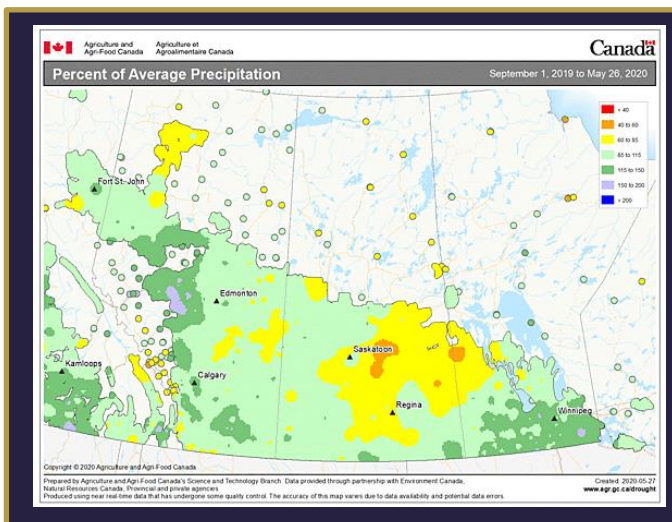 Agriculture and Agri-Food Canada
Agriculture et Agroalimentaire Canada
Canada
Percent of Average Precipitation
September 1, 2019 to May 26, 2020
< 40
40 to 60
60 to 85
85 to 115
115 to 150
150 to 200
> 200
Fort St. John
Edmonton
Saskatoon
Kamloops
Calgary
Regina
Winnipeg
Copyright © 2020 Agriculture and Agri-Food Canada
Prepared by Agriculture and Agri-Food Canada's Science and Technology Branch. Data provided through partnership with Environment Canada,
Natural Resources Canada, Provincial and private agencies
Produced using near real-time data that has undergone some quality control. The accuracy of this map varies due to data availability and potential data errors.
Created: 2020-05-27
www.agr.gc.ca/drought